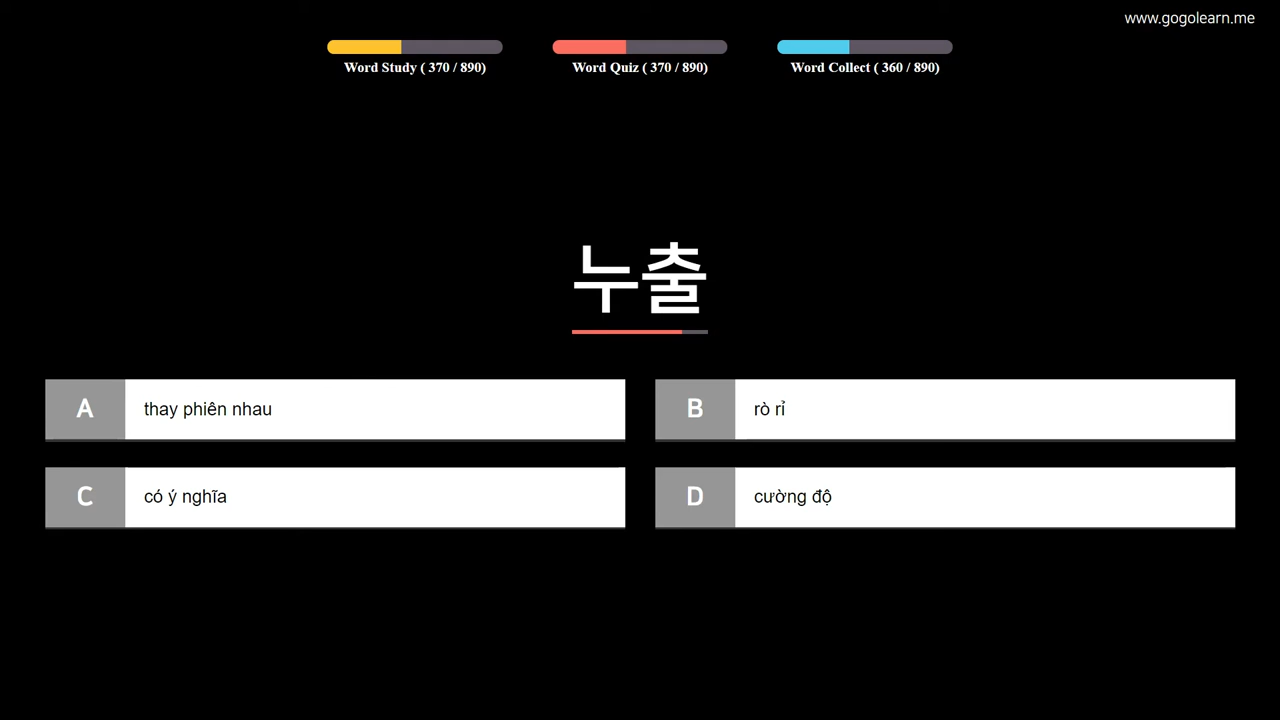 www.gogolearn.me
Word Study ( 370 / 890)
Word Quiz ( 370 / 890)
Word Collect ( 360 / 890)
누출
A thay phiên nhau
B rò rỉ
C có ý nghĩa
D cường độ